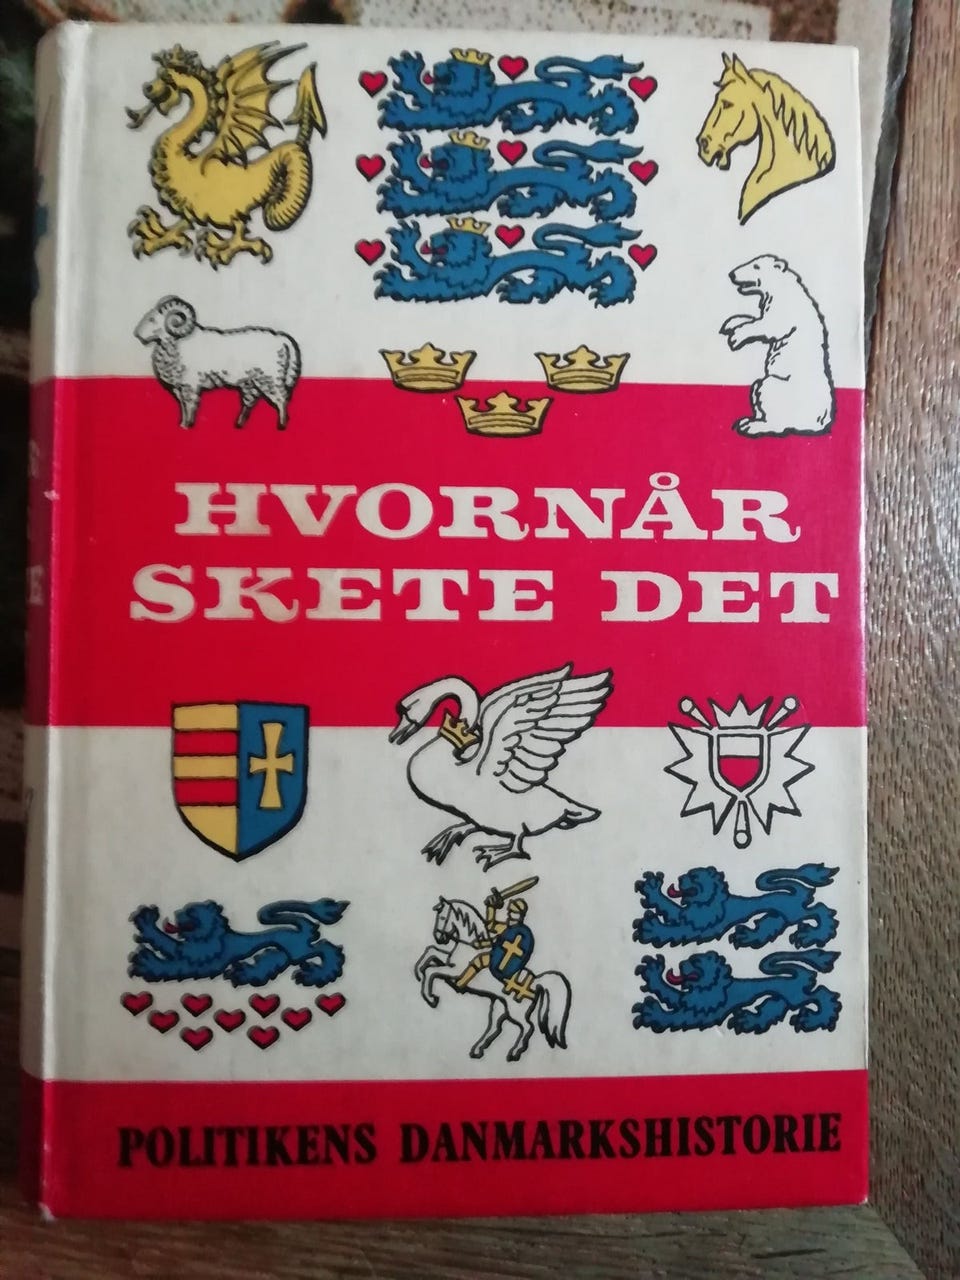 HVORNÅR
SKETE DET
POLITIKENS DANMARKSHISTORIE